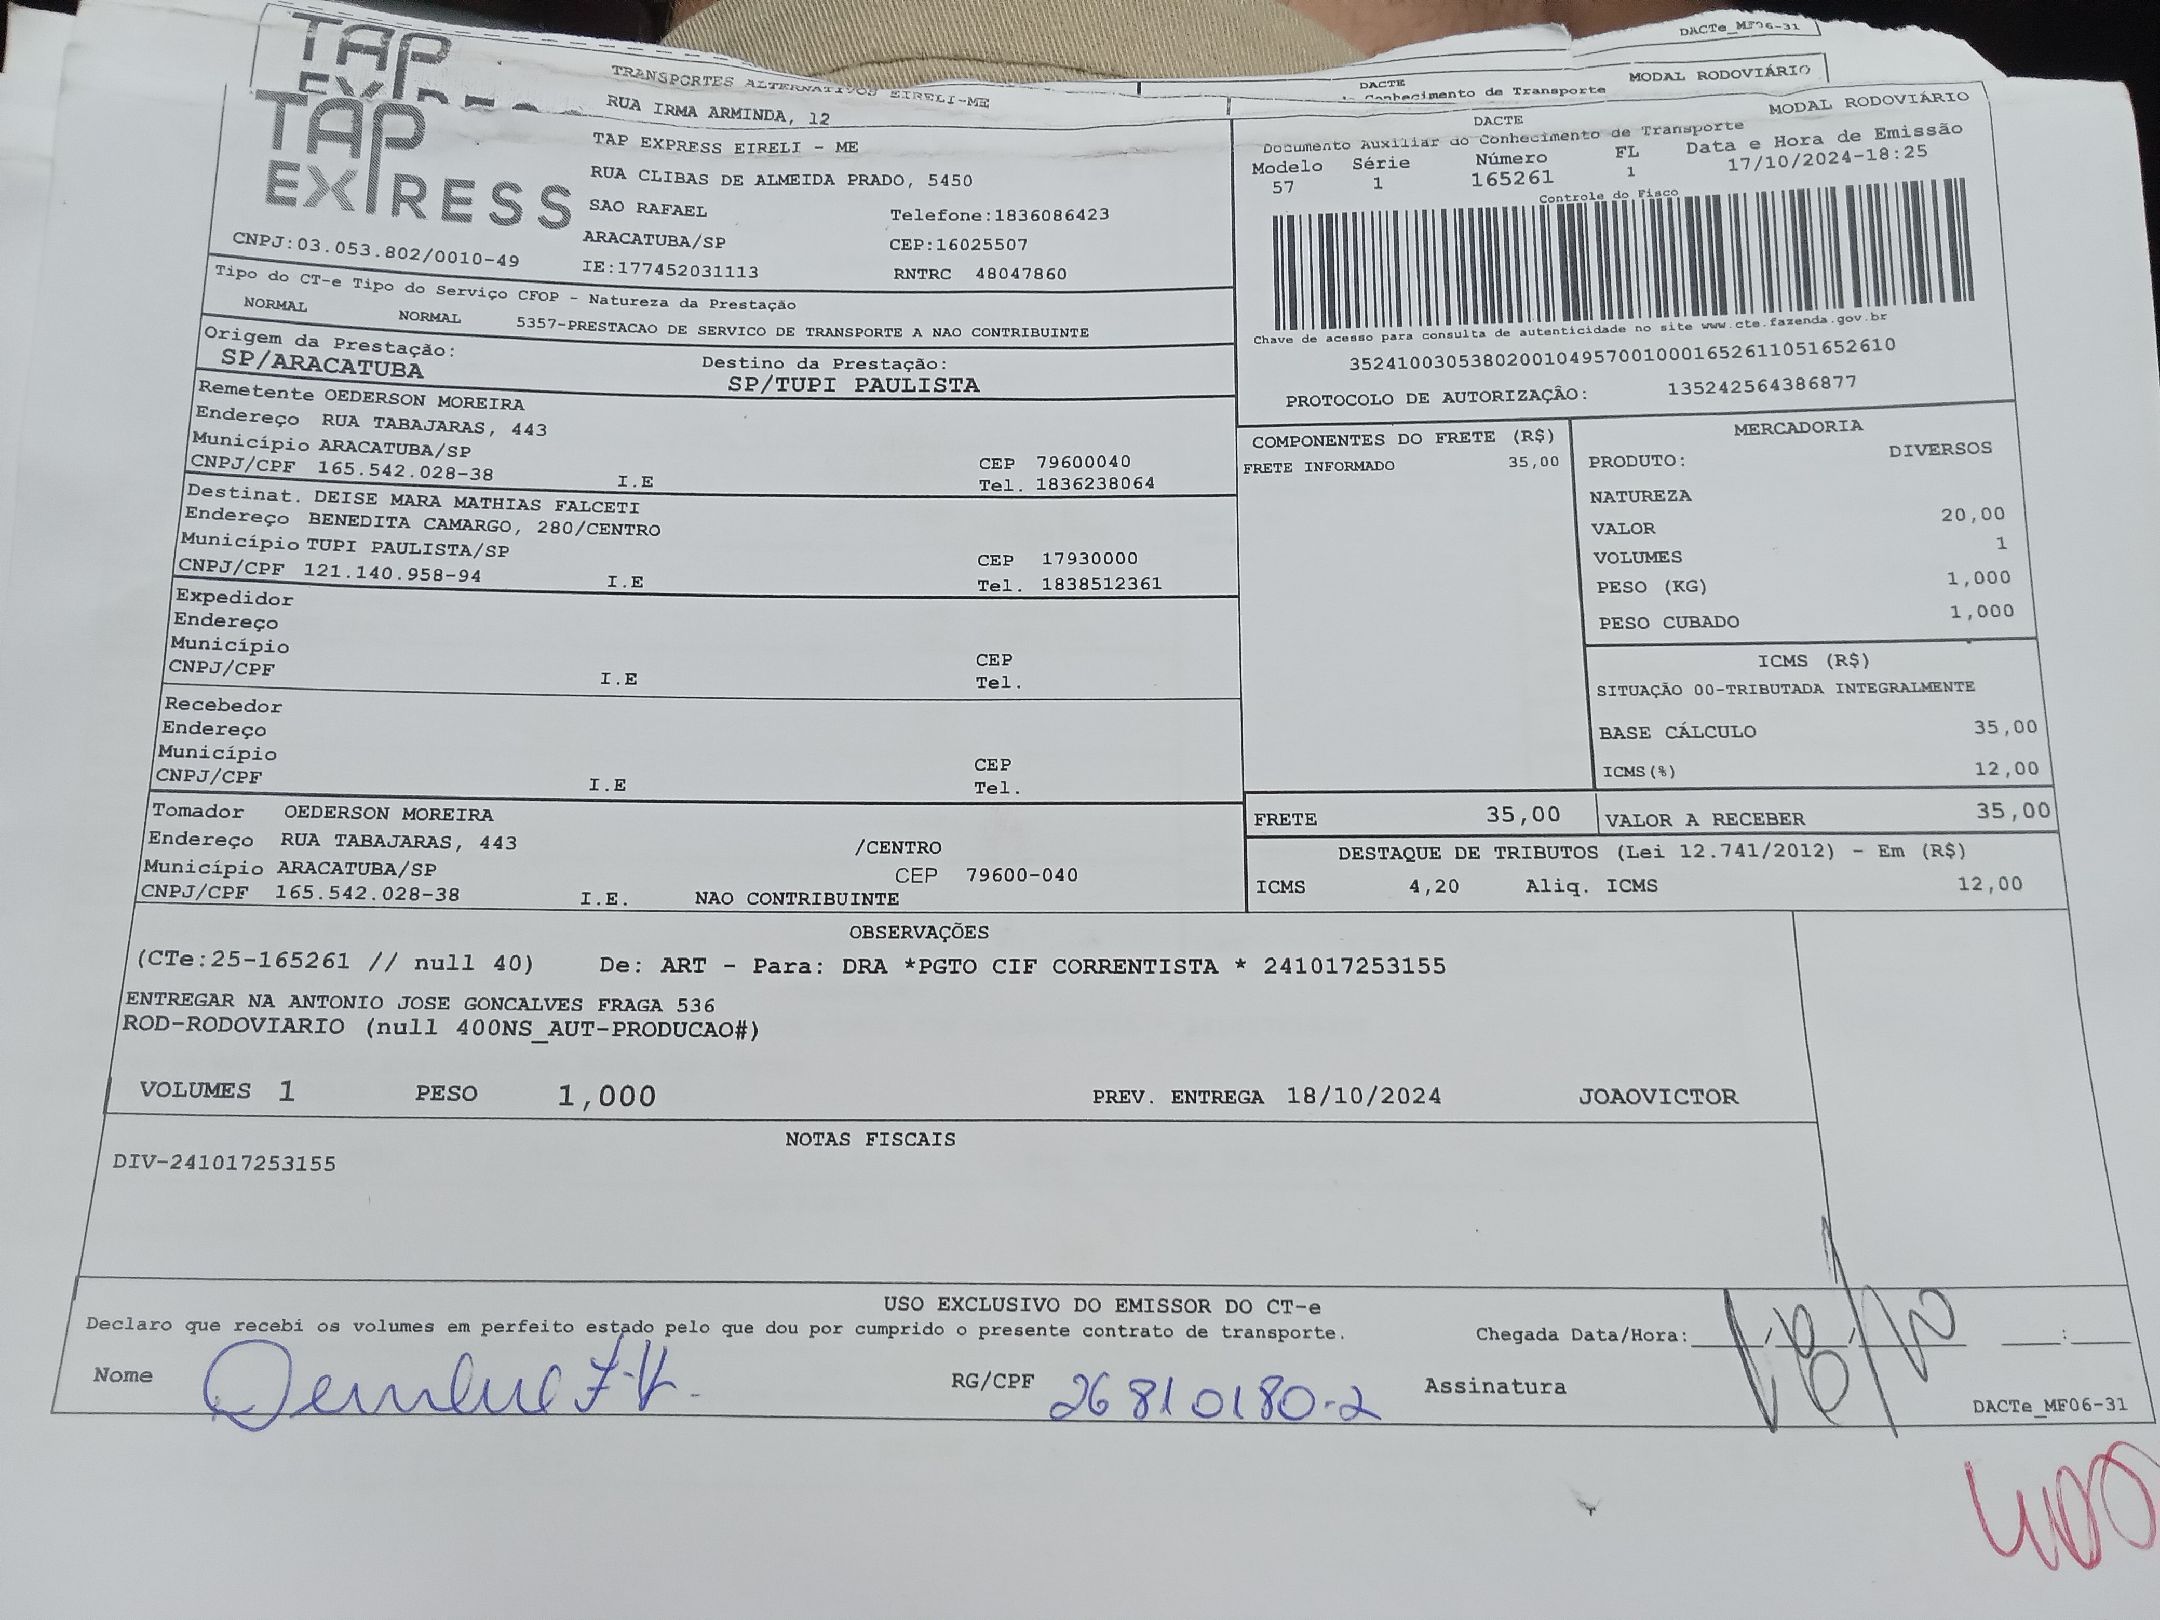 DACTe_MF06-31
TAP
TRANSPORTES ALTERNATIVOS EIRELI-ME
DACTE
MODAL RODOVIÁRIO
Conhecimento de Transporte
RUA IRMA ARMINDA, 12
TAP
EXPRESS
CNPJ:03.053.802/0010-49
TAP EXPRESS EIRELI - ME
RUA CLIBAS DE ALMEIDA PRADO, 5450
SAO RAFAEL Telefone:1836086423
ARACATUBA/SP CEP:16025507
IE:177452031113 RNTRC 48047860
DACTE MODAL RODOVIÁRIO
Documento Auxiliar do Conhecimento de Transporte
Modelo Série Número FL Data e Hora de Emissão
57 1 165261 1 17/10/2024-18:25
Controle do Fisco
Chave de acesso para consulta de autenticidade no site www.cte.fazenda.gov.br
35241003053802001049570010001652611051652610
PROTOCOLO DE AUTORIZAÇÂO: 135242564386877
Tipo do CT-e Tipo do Serviço CFOP - Natureza da Prestação
NORMAL NORMAL 5357-PRESTACAO DE SERVICO DE TRANSPORTE A NAO CONTRIBUINTE
Origem da Prestação: Destino da Prestação:
SP/ARACATUBA SP/TUPI PAULISTA
Remetente OEDERSON MOREIRA
Endereço RUA TABAJARAS, 443
Município ARACATUBA/SP CEP 79600040
CNPJ/CPF 165.542.028-38 I.E Tel. 1836238064
Destinat. DEISE MARA MATHIAS FALCETI
Endereço BENEDITA CAMARGO, 280/CENTRO
Município TUPI PAULISTA/SP CEP 17930000
CNPJ/CPF 121.140.958-94 I.E Tel. 1838512361
Expedidor
Endereço
Município CEP
CNPJ/CPF I.E Tel.
Recebedor
Endereço
Município CEP
CNPJ/CPF I.E Tel.
Tomador OEDERSON MOREIRA
Endereço RUA TABAJARAS, 443 /CENTRO
Município ARACATUBA/SP CEP 79600-040
CNPJ/CPF 165.542.028-38 I.E. NAO CONTRIBUINTE
COMPONENTES DO FRETE (R$)
FRETE INFORMADO 35,00
MERCADORIA
PRODUTO: DIVERSOS
NATUREZA
VALOR 20,00
VOLUMES 1
PESO (KG) 1,000
PESO CUBADO 1,000
ICMS (R$)
SITUAÇÃO 00-TRIBUTADA INTEGRALMENTE
BASE CÁLCULO 35,00
ICMS(%) 12,00
FRETE 35,00 VALOR A RECEBER 35,00
DESTAQUE DE TRIBUTOS (Lei 12.741/2012) - Em (R$)
ICMS 4,20 Aliq. ICMS 12,00
OBSERVAÇÕES
(CTe:25-165261 // null 40) De: ART - Para: DRA *PGTO CIF CORRENTISTA * 241017253155
ENTREGAR NA ANTONIO JOSE GONCALVES FRAGA 536
ROD-RODOVIARIO (null 400NS_AUT-PRODUCAO#)
VOLUMES 1 PESO 1,000 PREV. ENTREGA 18/10/2024 JOAOVICTOR
NOTAS FISCAIS
DIV-241017253155
USO EXCLUSIVO DO EMISSOR DO CT-e
Declaro que recebi os volumes em perfeito estado pelo que dou por cumprido o presente contrato de transporte. Chegada Data/Hora: 18/10 :
Nome RG/CPF 26810180-2 Assinatura
DACTe_MF06-31